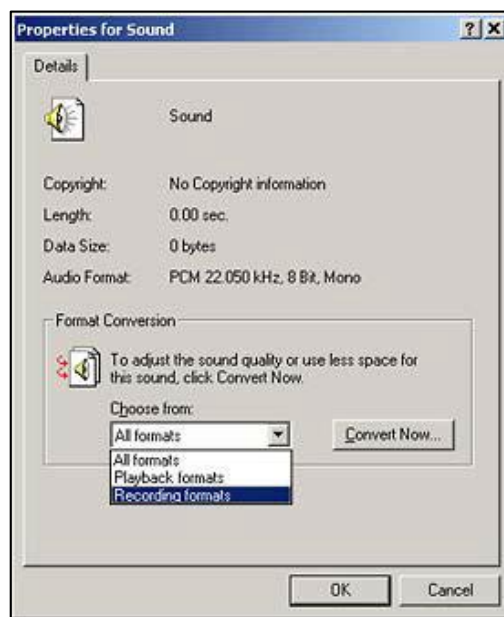 Properties for Sound
Details
Sound
Copyright: No Copyright information
Length: 0.00 sec.
Data Size: 0 bytes
Audio Format: PCM 22.050 kHz, 8 Bit, Mono
Format Conversion
To adjust the sound quality or use less space for
this sound, click Convert Now.
Choose from:
All formats Convert Now...
All formats
Playback formats
Recording formats
OK Cancel